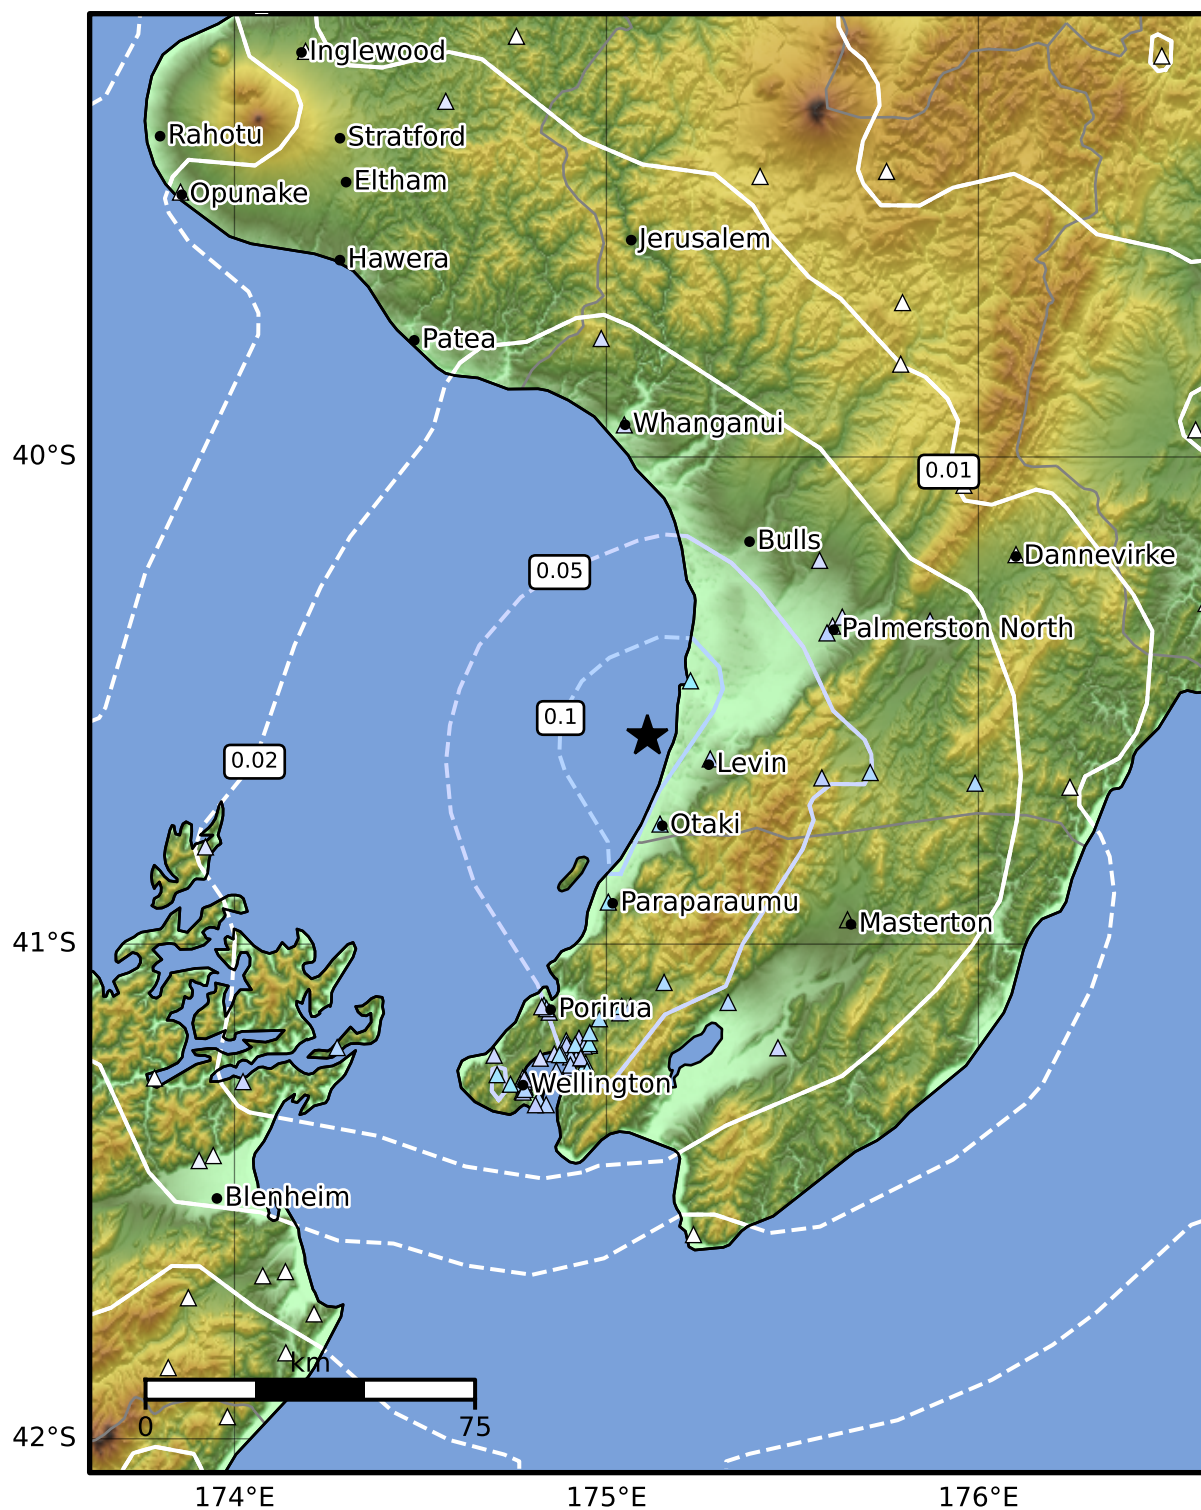 Inglewood
Rahotu
Stratford
Eltham
Opunake
Jerusalem
Hawera
Patea
Whanganui
40°S
0.01
Bulls
Dannevirke
0.05
Palmerston North
0.1
0.02
Levin
Otaki
Paraparaumu
Masterton
41°S
Porirua
Wellington
Blenheim
km
0
75
42°S
174°E
175°E
176°E